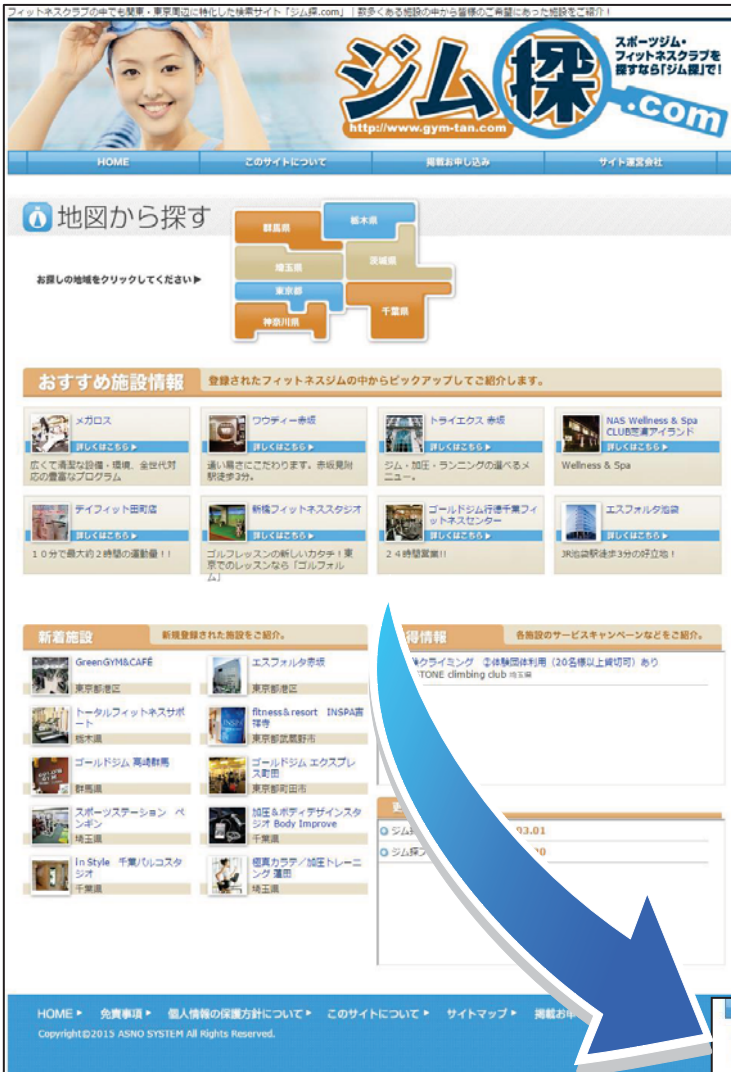 フィットネスクラブの中でも関東・東京周辺に特化した検索サイト「ジム探.com」｜数多くある施設の中から皆様のご希望にあった施設をご紹介！
ジム探.com
http://www.gym-tan.com
スポーツジム・
フィットネスクラブを
探すなら「ジム探」で！
HOME
このサイトについて
掲載お申し込み
サイト運営会社
地図から探す
お探しの地域をクリックしてください▶
群馬県
栃木県
埼玉県
茨城県
東京都
千葉県
神奈川県
おすすめ施設情報
登録されたフィットネスジムの中からピックアップしてご紹介します。
メガロス
詳しくはこちら▶
広くて清潔な設備・環境、全世代対
応の豊富なプログラム
ワウディー赤坂
詳しくはこちら▶
通い易さにこだわります。赤坂見附
駅徒歩3分。
トライエクス 赤坂
詳しくはこちら▶
ジム・加圧・ランニングの選べるメ
ニュー。
NAS Wellness & Spa
CLUB芝浦アイランド
詳しくはこちら▶
Wellness & Spa
テイフィット田町店
詳しくはこちら▶
１０分で最大約２時間の運動量！！
新橋フィットネススタジオ
詳しくはこちら▶
ゴルフレッスンの新しいカタチ！東
京でのレッスンなら「ゴルフォル
ム」
ゴールドジム行徳千葉フィ
ットネスセンター
詳しくはこちら▶
２４時間営業!!
エスフォルタ池袋
詳しくはこちら▶
JR池袋駅徒歩3分の好立地！
新着施設
新規登録された施設をご紹介。
GreenGYM&CAFÉ
東京都港区
エスフォルタ赤坂
東京都港区
トータルフィットネスサポ
ート
栃木県
fitness＆resort INSPA吉
祥寺
東京都武蔵野市
ゴールドジム 高崎群馬
群馬県
ゴールドジム エクスプレ
ス町田
東京都町田市
スポーツステーション ペ
ンギン
埼玉県
加圧＆ボディデザインスタ
ジオ Body Improve
千葉県
in Style 千葉パルコスタ
ジオ
千葉県
極真カラテ／加圧トレーニ
ング 蓮田
埼玉県
得情報
各施設のサービスキャンペーンなどをご紹介。
クライミング ②体験団体利用（20名様以上貸切可）あり
TONE climbing club 埼玉県
ジム探
03.01
ジム探
HOME▶ 免責事項▶ 個人情報の保護方針について▶ このサイトについて▶ サイトマップ▶ 掲載お申
Copyright©2015 ASNO SYSTEM All Rights Reserved.